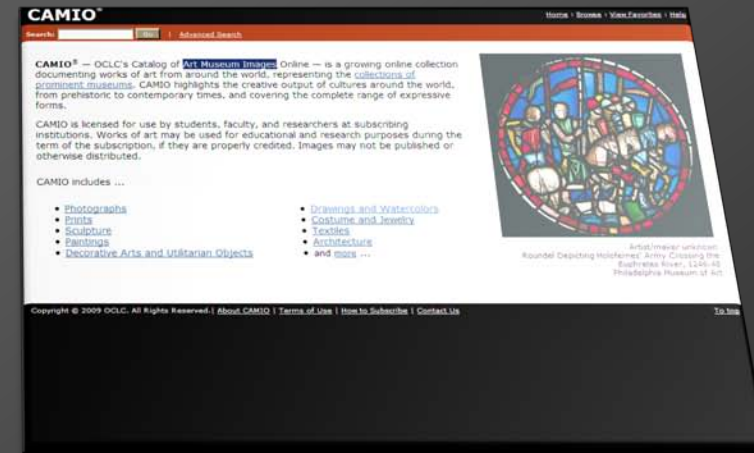 CAMIO®
Home › Browse › View Favorites › Help
Search: Go | Advanced Search
CAMIO® — OCLC's Catalog of Art Museum Images Online — is a growing online collection
documenting works of art from around the world, representing the collections of
prominent museums. CAMIO highlights the creative output of cultures around the world,
from prehistoric to contemporary times, and covering the complete range of expressive
forms.
CAMIO is licensed for use by students, faculty, and researchers at subscribing
institutions. Works of art may be used for educational and research purposes during the
term of the subscription, if they are properly credited. Images may not be published or
otherwise distributed.
CAMIO includes ...
• Photographs
• Prints
• Sculpture
• Paintings
• Decorative Arts and Utilitarian Objects
• Drawings and Watercolors
• Costume and Jewelry
• Textiles
• Architecture
• and more ...
Artist/maker unknown
Roundel Depicting Holofernes' Army Crossing the
Euphrates River, 1246-48
Philadelphia Museum of Art
Copyright © 2009 OCLC. All Rights Reserved.| About CAMIO | Terms of Use | How to Subscribe | Contact Us
To top